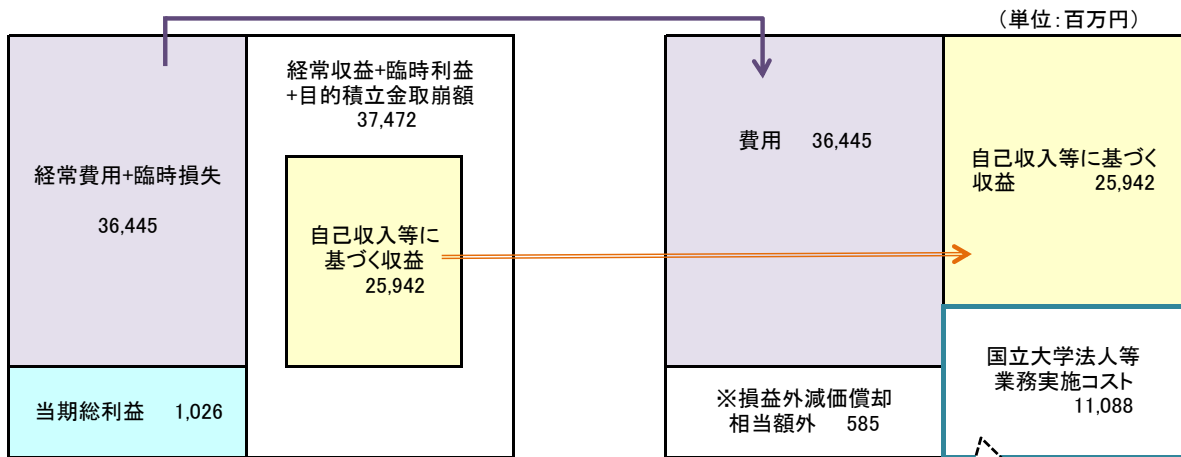 （単位：百万円）
経常費用+臨時損失
36,445
当期総利益 1,026
経常収益+臨時利益
+目的積立金取崩額
37,472
自己収入等に
基づく収益
25,942
費用 36,445
※損益外減価償却
相当額外 585
自己収入等に基づく
収益 25,942
国立大学法人等
業務実施コスト
11,088